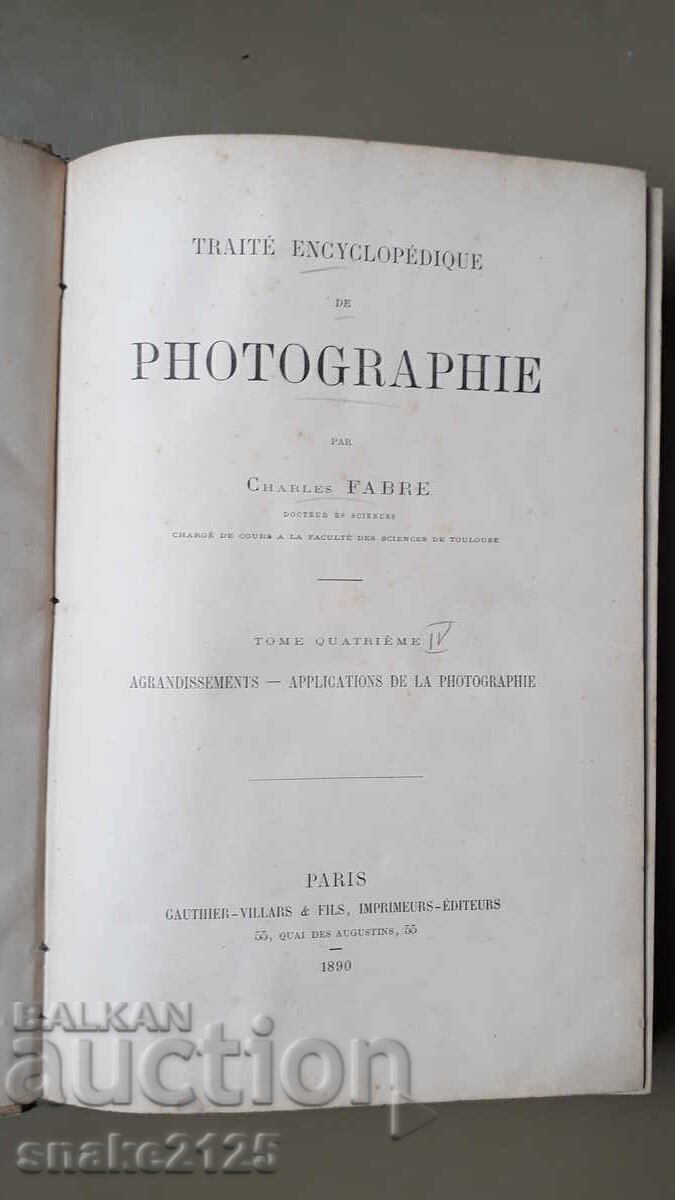 TRAITÉ ENCYCLOPÉDIQUE
DE
PHOTOGRAPHIE
PAR
CHARLES FABRE
DOCTEUR ÈS SCIENCES
CHARGÉ DE COURS A LA FACULTÉ DES SCIENCES DE TOULOUSE
TOME QUATRIÈME IV
AGRANDISSEMENTS — APPLICATIONS DE LA PHOTOGRAPHIE
PARIS
GAUTHIER-VILLARS & FILS, IMPRIMEURS-ÉDITEURS
55, QUAI DES AUGUSTINS, 55
1890
BALKAN
auction
snake2125